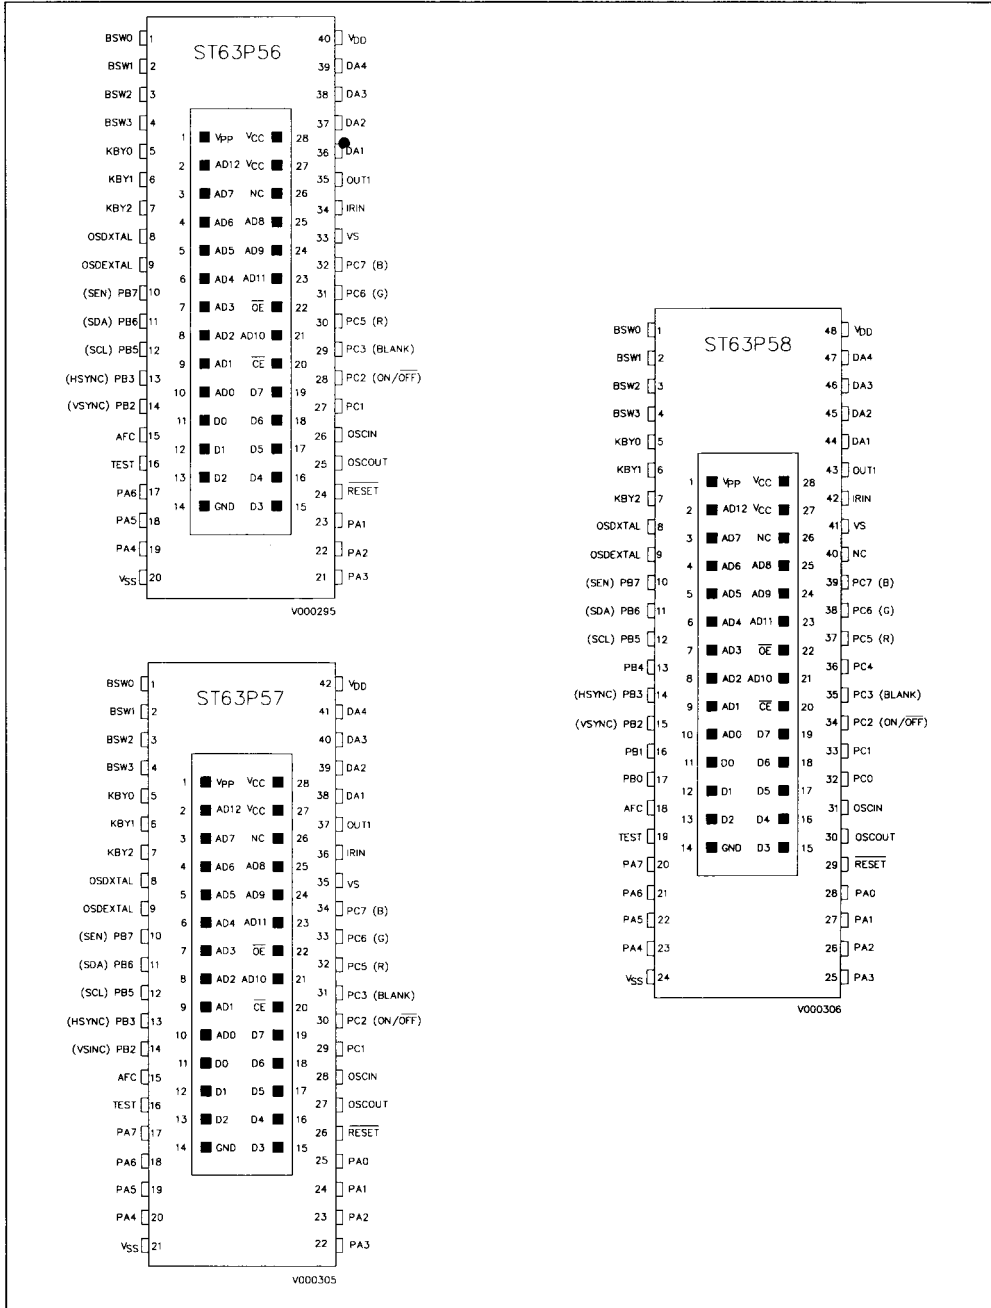 ST63P56
BSW0 1 40 VDD
BSW1 2 39 DA4
BSW2 3 38 DA3
BSW3 4 37 DA2
1 VPP VCC 28
KBY0 5 36 DA1
2 AD12 VCC 27
KBY1 6 35 OUT1
3 AD7 NC 26
KBY2 7 34 IRIN
4 AD6 AD8 25
OSDXTAL 8 33 VS
5 AD5 AD9 24
OSDEXTAL 9 32 PC7 (B)
6 AD4 AD11 23
(SEN) PB7 10 31 PC6 (G)
7 AD3 OE 22
(SDA) PB6 11 30 PC5 (R)
8 AD2 AD10 21
(SCL) PB5 12 29 PC3 (BLANK)
9 AD1 CE 20
(HSYNC) PB3 13 28 PC2 (ON/OFF)
10 AD0 D7 19
(VSYNC) PB2 14 27 PC1
11 D0 D6 18
AFC 15 26 OSCIN
12 D1 D5 17
TEST 16 25 OSCOUT
13 D2 D4 16
PA6 17 24 RESET
14 GND D3 15
PA5 18 23 PA1
PA4 19 22 PA2
VSS 20 21 PA3
V000295
ST63P57
BSW0 1 42 VDD
BSW1 2 41 DA4
BSW2 3 40 DA3
BSW3 4 39 DA2
1 VPP VCC 28
KBY0 5 38 DA1
2 AD12 VCC 27
KBY1 6 37 OUT1
3 AD7 NC 26
KBY2 7 36 IRIN
4 AD6 AD8 25
OSDXTAL 8 35 VS
5 AD5 AD9 24
OSDEXTAL 9 34 PC7 (B)
6 AD4 AD11 23
(SEN) PB7 10 33 PC6 (G)
7 AD3 OE 22
(SDA) PB6 11 32 PC5 (R)
8 AD2 AD10 21
(SCL) PB5 12 31 PC3 (BLANK)
9 AD1 CE 20
(HSYNC) PB3 13 30 PC2 (ON/OFF)
10 AD0 D7 19
(VSINC) PB2 14 29 PC1
11 D0 D6 18
AFC 15 28 OSCIN
12 D1 D5 17
TEST 16 27 OSCOUT
13 D2 D4 16
PA7 17 26 RESET
14 GND D3 15
PA6 18 25 PA0
PA5 19 24 PA1
PA4 20 23 PA2
VSS 21 22 PA3
V000305
ST63P58
BSW0 1 48 VDD
BSW1 2 47 DA4
BSW2 3 46 DA3
BSW3 4 45 DA2
KBY0 5 44 DA1
KBY1 6 43 OUT1
1 VPP VCC 28
KBY2 7 42 IRIN
2 AD12 VCC 27
OSDXTAL 8 41 VS
3 AD7 NC 26
OSDEXTAL 9 40 NC
4 AD6 AD8 25
(SEN) PB7 10 39 PC7 (B)
5 AD5 AD9 24
(SDA) PB6 11 38 PC6 (G)
6 AD4 AD11 23
(SCL) PB5 12 37 PC5 (R)
7 AD3 OE 22
PB4 13 36 PC4
8 AD2 AD10 21
(HSYNC) PB3 14 35 PC3 (BLANK)
9 AD1 CE 20
(VSYNC) PB2 15 34 PC2 (ON/OFF)
10 AD0 D7 19
PB1 16 33 PC1
11 D0 D6 18
PB0 17 32 PC0
12 D1 D5 17
AFC 18 31 OSCIN
13 D2 D4 16
TEST 19 30 OSCOUT
14 GND D3 15
PA7 20 29 RESET
PA6 21 28 PA0
PA5 22 27 PA1
PA4 23 26 PA2
VSS 24 25 PA3
V000306